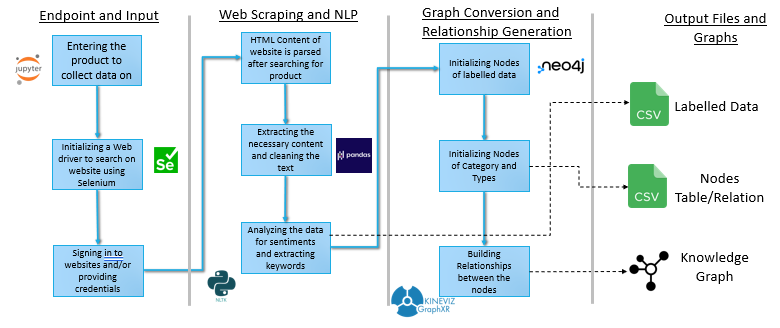 Endpoint and Input
Entering the
product to
collect data on
jupyter
Initializing a Web
driver to search on
website using
Selenium
Se
Signing in to
websites and/or
providing
credentials
Web Scraping and NLP
HTML Content of
website is parsed
after searching for
product
Extracting the
necessary content
and cleaning the
text
pandas
Analyzing the data
for sentiments
and extracting
keywords
NLTK
Graph Conversion and
Relationship Generation
Initializing Nodes
of labelled data
neo4j
Initializing Nodes
of Category and
Types
Building
Relationships
between the
nodes
KINEVIZ
GraphXR
Output Files and
Graphs
CSV
Labelled Data
CSV
Nodes
Table/Relation
Knowledge
Graph